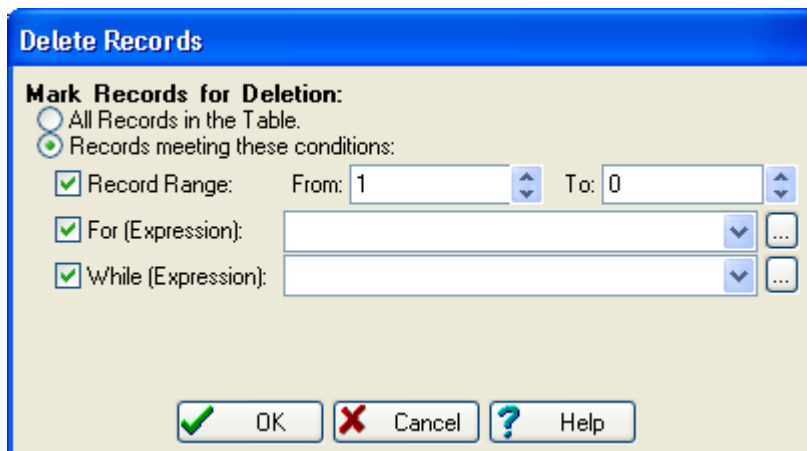 Delete Records
Mark Records for Deletion:
All Records in the Table.
Records meeting these conditions:
Record Range: From: 1 To: 0
For (Expression): ...
While (Expression): ...
OK Cancel ? Help